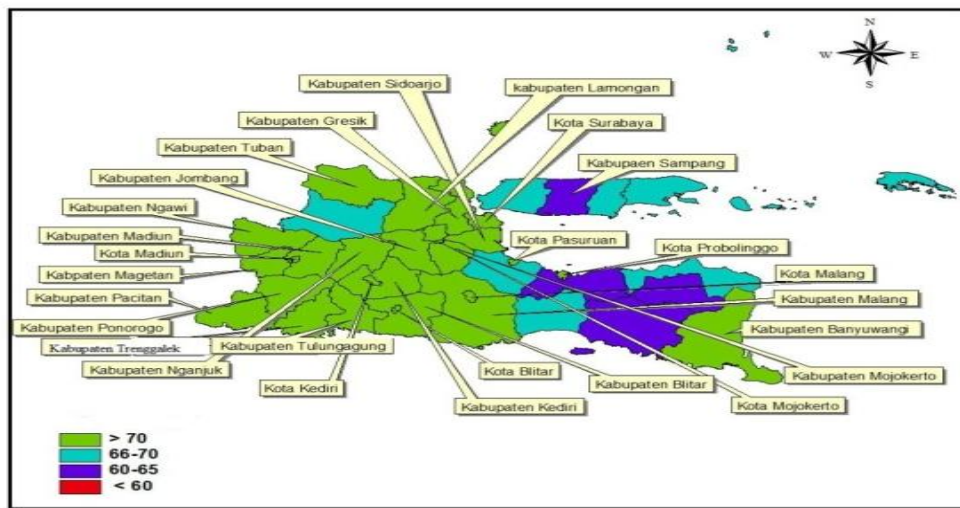 N
W E
S
Kabupaten Sidoarjo
kabupaten Lamongan
Kabupaten Gresik
Kota Surabaya
Kabupaten Tuban
Kabupaen Sampang
Kabupaten Jombang
Kabupaten Ngawi
Kabupaten Madiun
Kota Pasuruan
Kota Probolinggo
Kota Madiun
Kabpaten Magetan
Kota Malang
Kabupaten Pacitan
Kabupaten Malang
Kabupaten Ponorogo
Kabupaten Banyuwangi
Kabupaten Trenggalek
Kabupaten Tulungagung
Kabupaten Nganjuk
Kota Blitar
Kabupaten Mojokerto
Kota Kediri
Kabupaten Blitar
Kabupaten Kediri
Kota Mojokerto
> 70
66-70
60-65
< 60